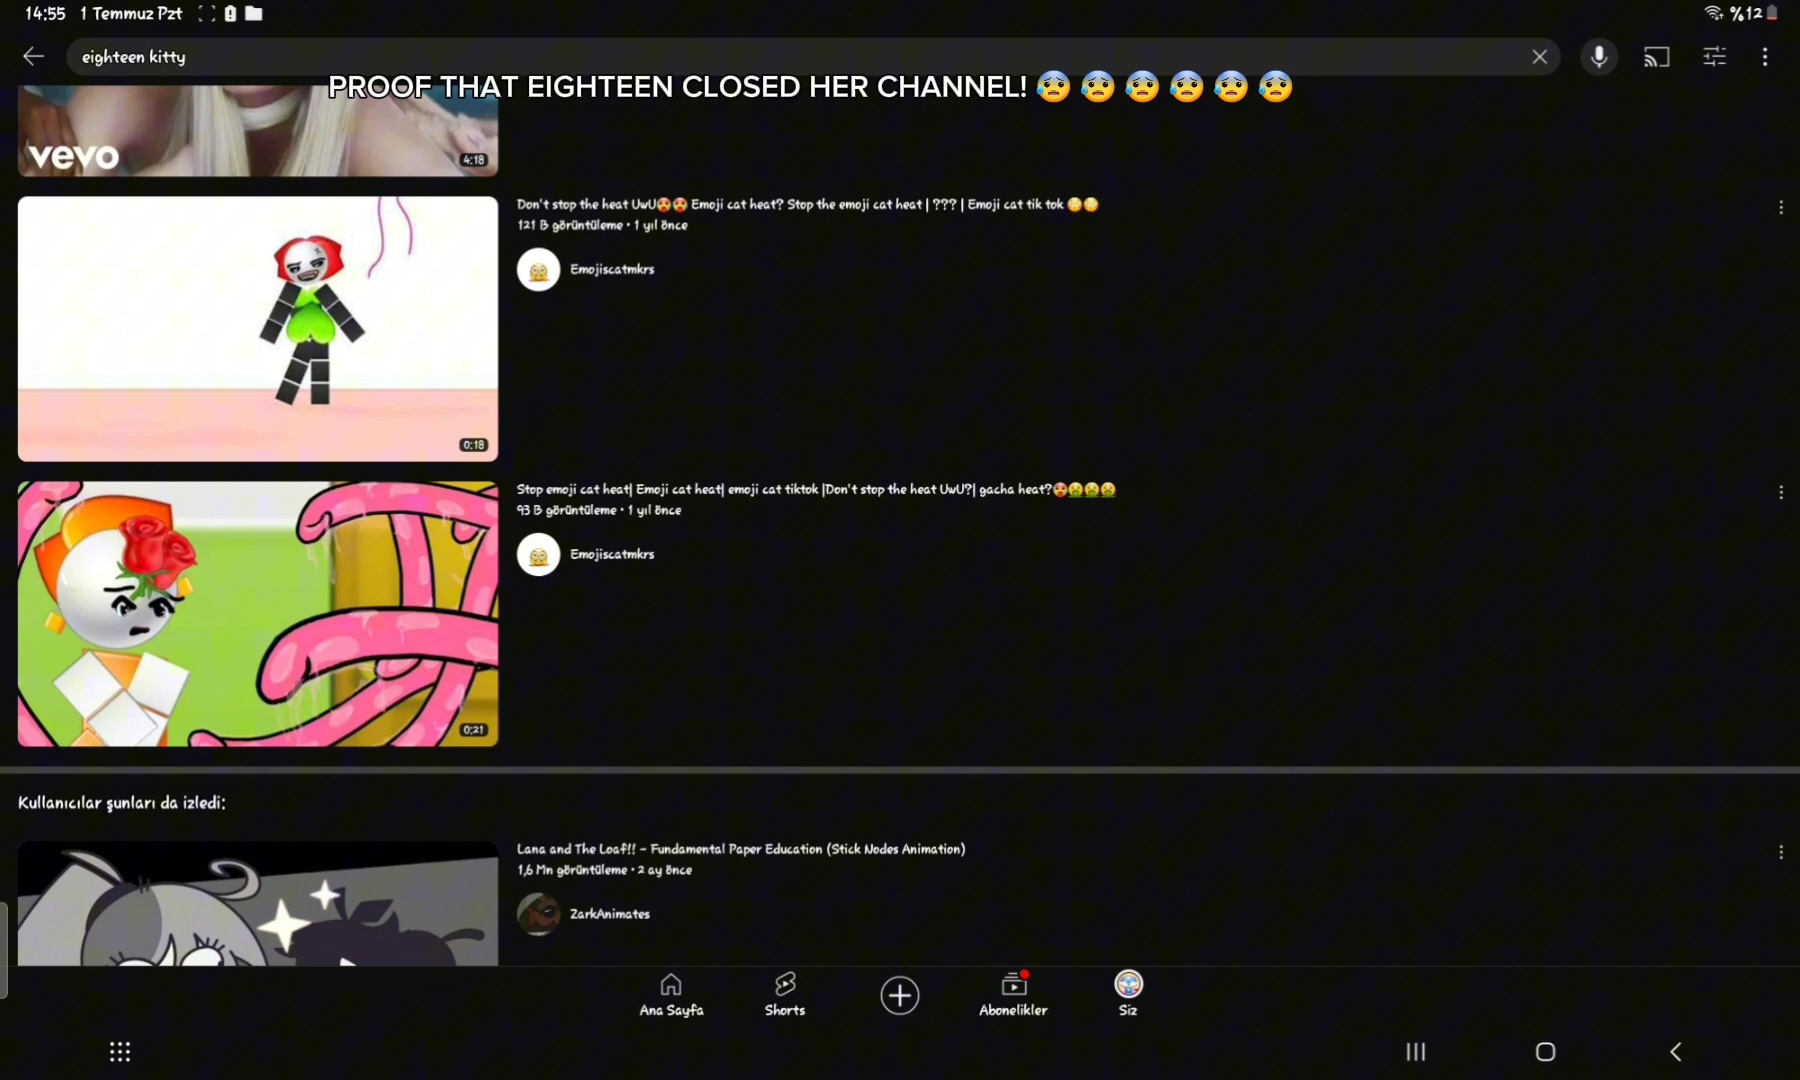 14:55 1 Temmuz Pzt
%12
eighteen kitty
PROOF THAT EIGHTEEN CLOSED HER CHANNEL! 😰 😰 😰 😰 😰 😰
vevo
4:18
Don't stop the heat UwU🥵🥵 Emoji cat heat? Stop the emoji cat heat | ??? | Emoji cat tik tok 😳😳
121 B görüntüleme • 1 yıl önce
Emojiscatmkrs
0:18
Stop emoji cat heat| Emoji cat heat| emoji cat tiktok |Don't stop the heat UwU?| gacha heat?🥵🤮🤮🤮
93 B görüntüleme • 1 yıl önce
Emojiscatmkrs
0:21
Kullanıcılar şunları da izledi:
Lana and The Loaf!! - Fundamental Paper Education (Stick Nodes Animation)
1,6 Mn görüntüleme • 2 ay önce
ZarkAnimates
Ana Sayfa
Shorts
Abonelikler
Siz